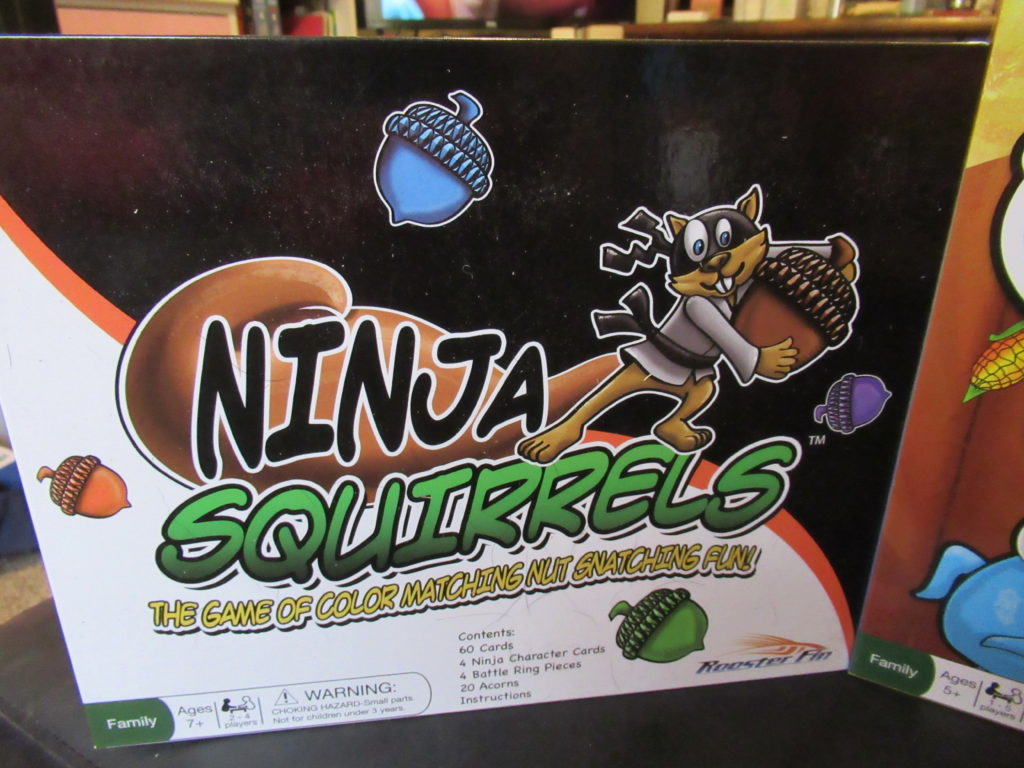 NINJA
SQUIRRELS
TM
THE GAME OF COLOR MATCHING NUT SNATCHING FUN!
Contents:
60 Cards
4 Ninja Character Cards
4 Battle Ring Pieces
20 Acorns
Instructions
Rooster Fin
Family
Ages
7+
2 - 4
players
WARNING:
CHOKING HAZARD-Small parts.
Not for children under 3 years.
Family
Ages
5+
players